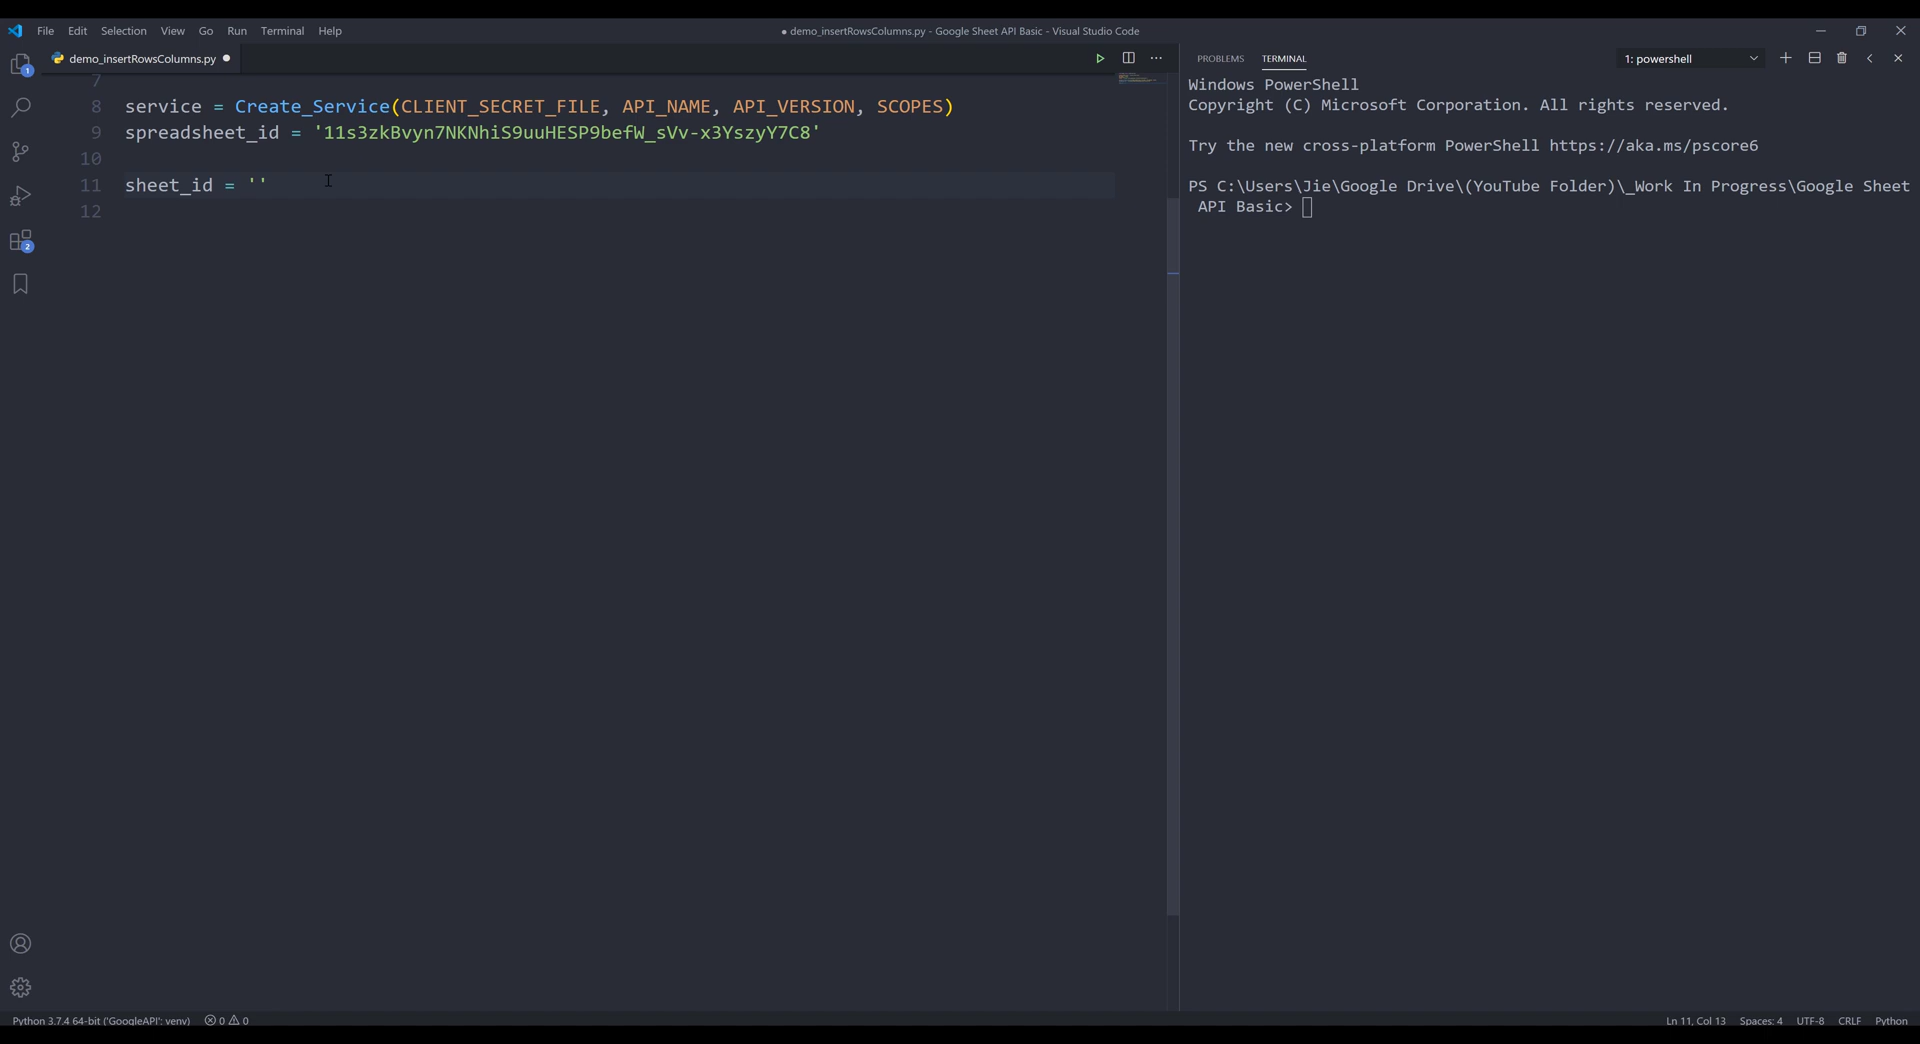 File Edit Selection View Go Run Terminal Help
● demo_insertRowsColumns.py - Google Sheet API Basic - Visual Studio Code
demo_insertRowsColumns.py
PROBLEMS TERMINAL
1: powershell
7
8 service = Create_Service(CLIENT_SECRET_FILE, API_NAME, API_VERSION, SCOPES)
9 spreadsheet_id = '11s3zkBvyn7NKNhiS9uuHESP9befW_sVv-x3YszyY7C8'
10
11 sheet_id = ''
12
Windows PowerShell
Copyright (C) Microsoft Corporation. All rights reserved.
Try the new cross-platform PowerShell https://aka.ms/pscore6
PS C:\Users\Jie\Google Drive\(YouTube Folder)\_Work In Progress\Google Sheet
API Basic>
1
2
Python 3.7.4 64-bit ('GoogleAPI': venv) 0 0
Ln 11, Col 13 Spaces: 4 UTF-8 CRLF Python